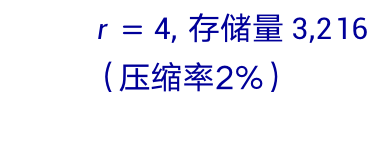 r = 4, 存储量 3,216
(压缩率2%)